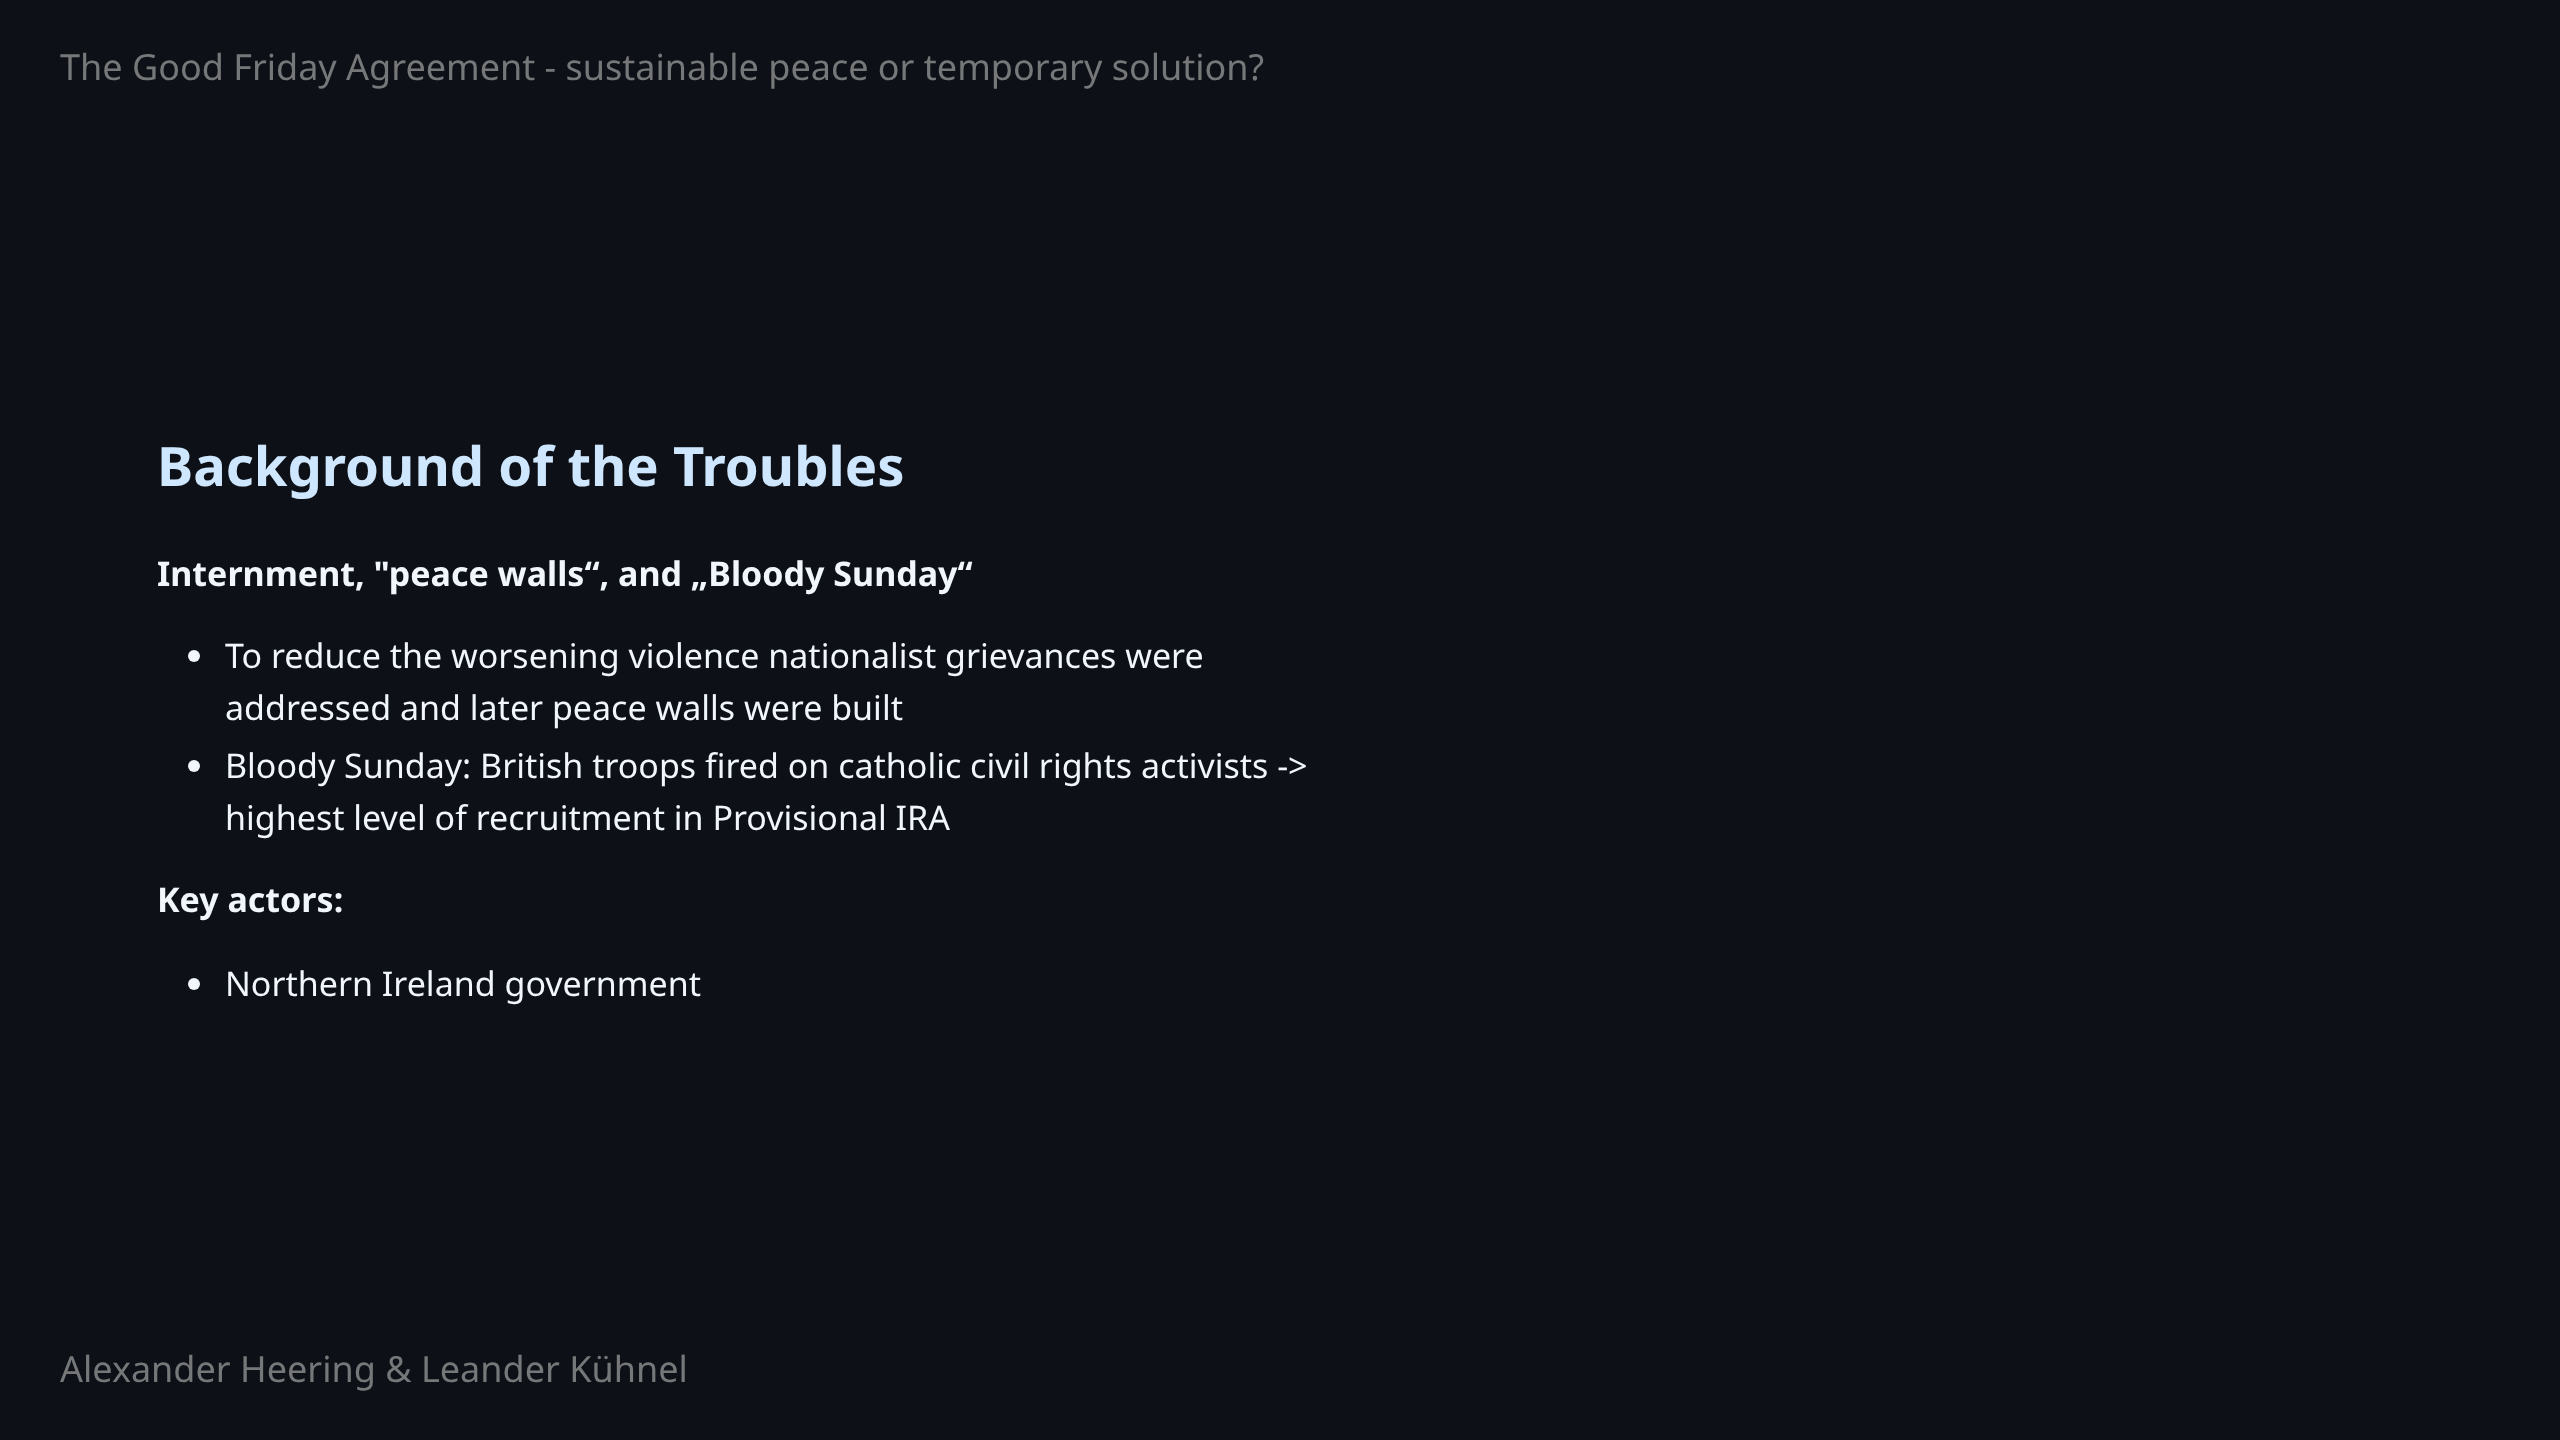 The Good Friday Agreement - sustainable peace or temporary solution?
Background of the Troubles
Internment, "peace walls“, and „Bloody Sunday“
• To reduce the worsening violence nationalist grievances were
addressed and later peace walls were built
• Bloody Sunday: British troops fired on catholic civil rights activists ->
highest level of recruitment in Provisional IRA
Key actors:
• Northern Ireland government
Alexander Heering & Leander Kühnel